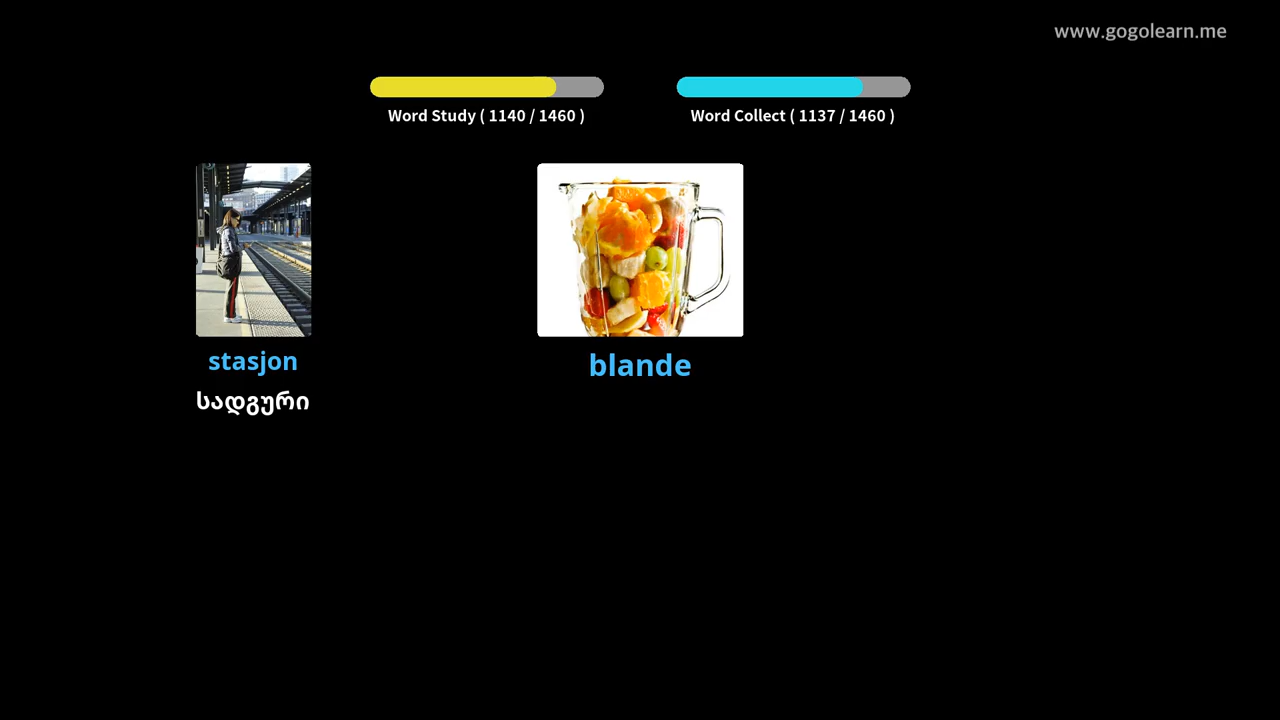 www.gogolearn.me
Word Study ( 1140 / 1460 )
Word Collect ( 1137 / 1460 )
stasjon
სადგური
blande